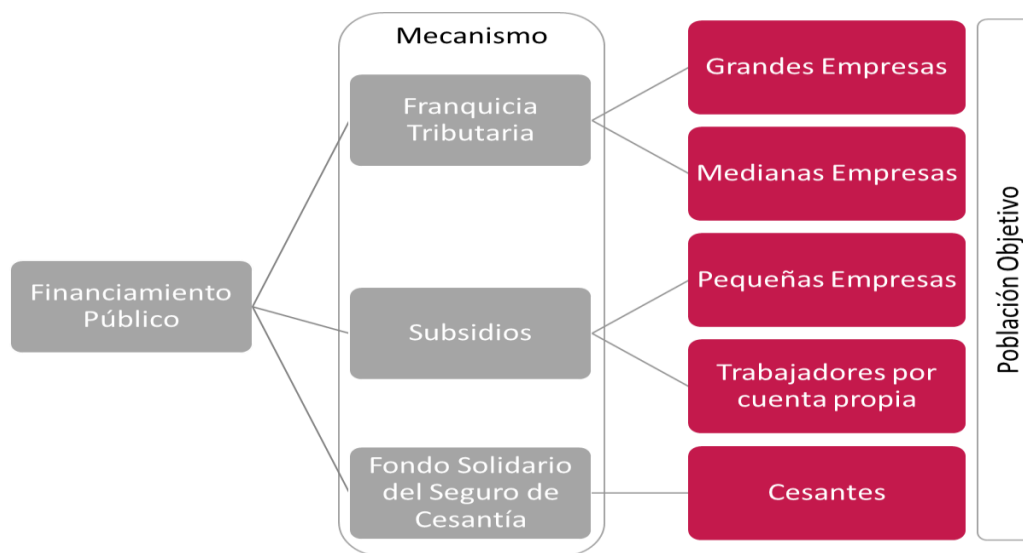 Mecanismo
Financiamiento
Público
Franquicia
Tributaria
Subsidios
Fondo Solidario
del Seguro de
Cesantía
Grandes Empresas
Medianas Empresas
Pequeñas Empresas
Trabajadores por
cuenta propia
Cesantes
Población Objetivo